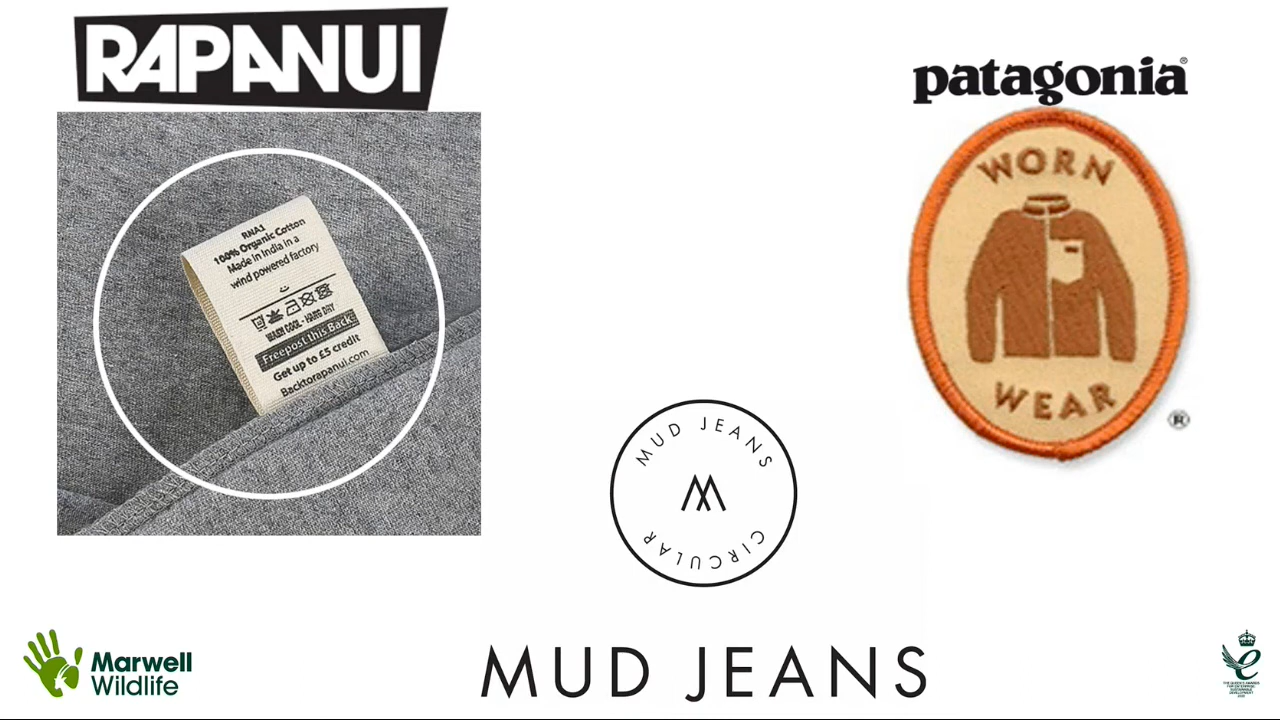 RAPANUI
RNA1
100% Organic Cotton
Made in India in a
wind powered factory
WASH COOL - HANG DRY
Freepost this Back
Get up to £5 credit
Backtorapanui.com
patagonia®
WORN
WEAR
®
MUD JEANS
CIRCULAR
MUD JEANS
Marwell
Wildlife